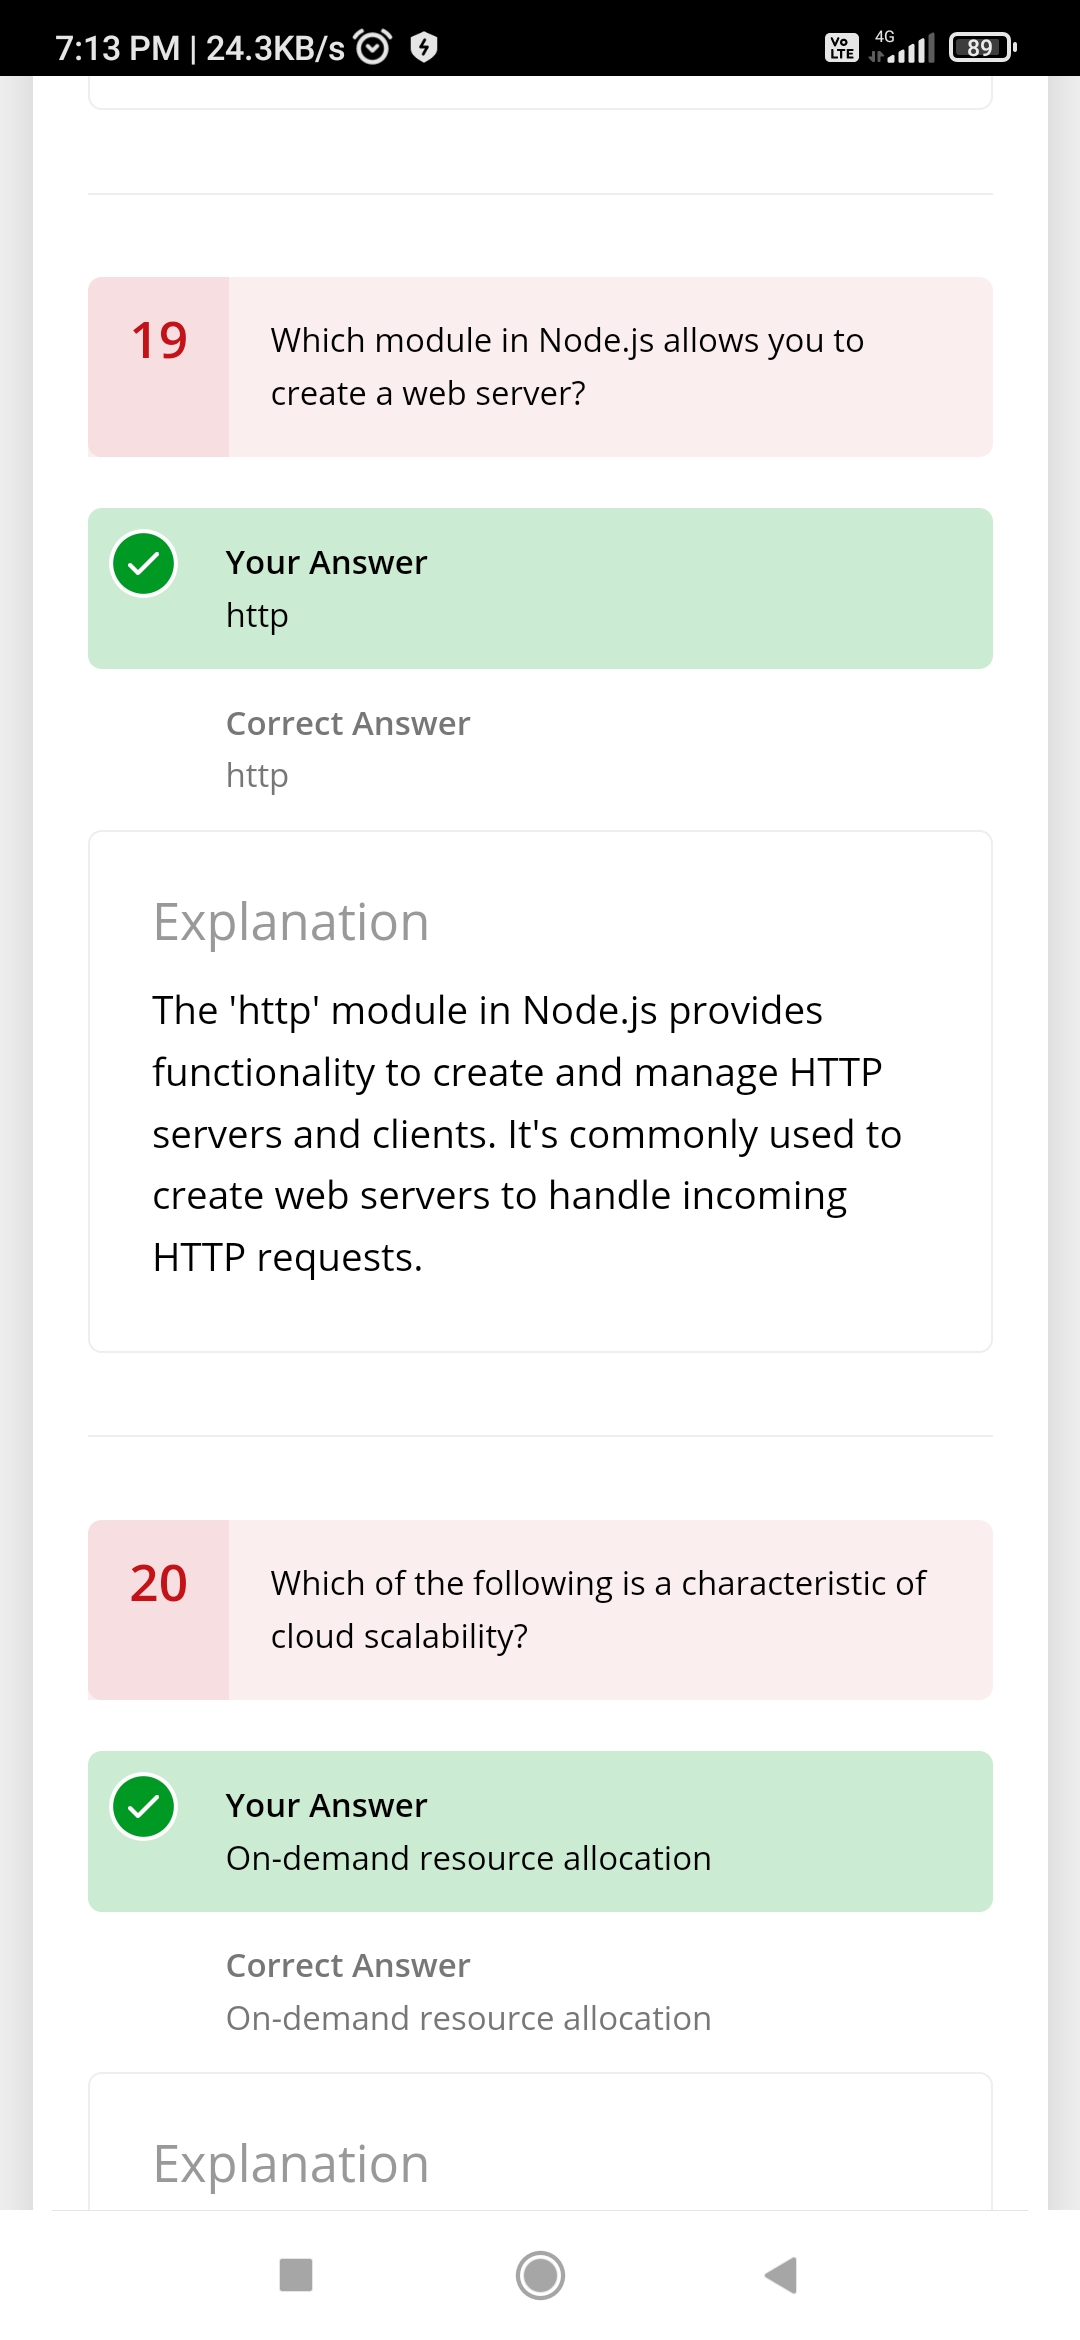 7:13 PM | 24.3KB/s
Vo LTE 4G 89
19
Which module in Node.js allows you to
create a web server?
Your Answer
http
Correct Answer
http
Explanation
The 'http' module in Node.js provides
functionality to create and manage HTTP
servers and clients. It's commonly used to
create web servers to handle incoming
HTTP requests.
20
Which of the following is a characteristic of
cloud scalability?
Your Answer
On-demand resource allocation
Correct Answer
On-demand resource allocation
Explanation